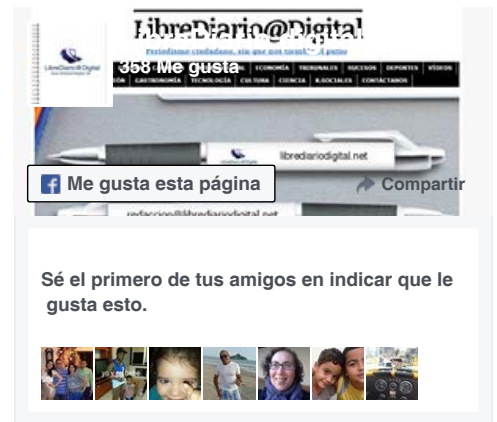 LibreDiario@Digital
Periodismo ciudadano, sin que nos tiemble el pulso
LibreDiario@Digital
358 Me gusta
ECONOMÍA TRIBUNALES SUCESOS DEPORTES VÍDEOS
GASTRONOMÍA TECNOLOGÍA CULTURA CIENCIA R.SOCIALES CONTÁCTANOS
librediariodigital.net
Me gusta esta página
Compartir
redaccion@librediariodigital.net
Sé el primero de tus amigos en indicar que le
gusta esto.